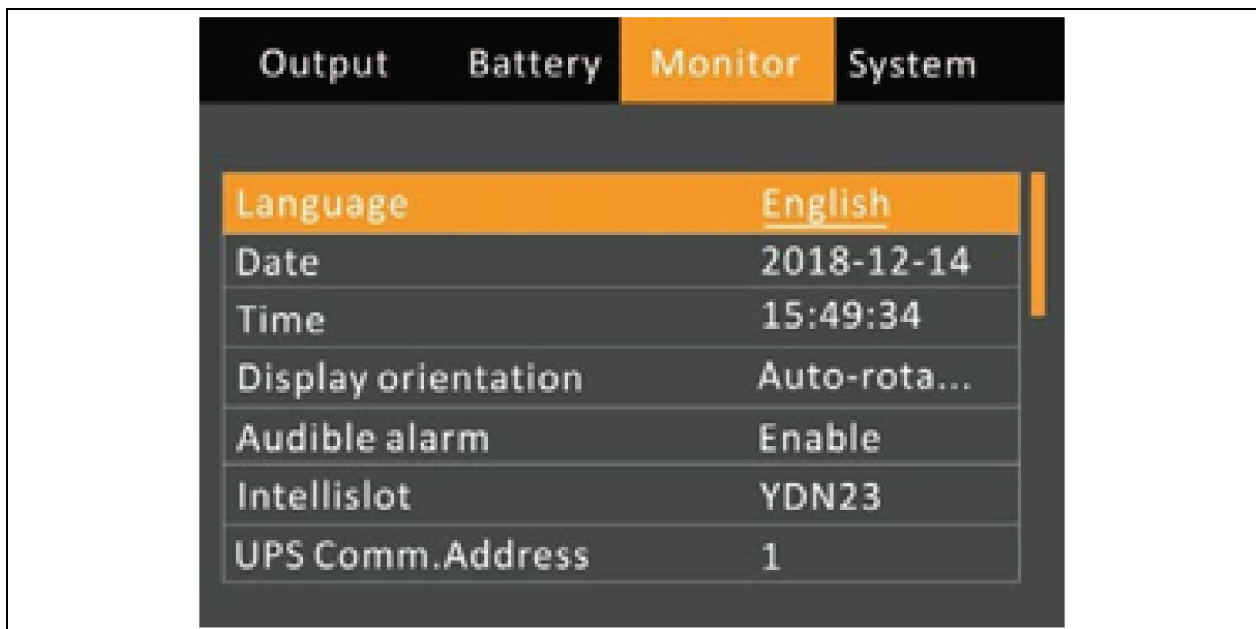 Output Battery Monitor System
Language English
Date 2018-12-14
Time 15:49:34
Display orientation Auto-rota...
Audible alarm Enable
Intellislot YDN23
UPS Comm.Address 1